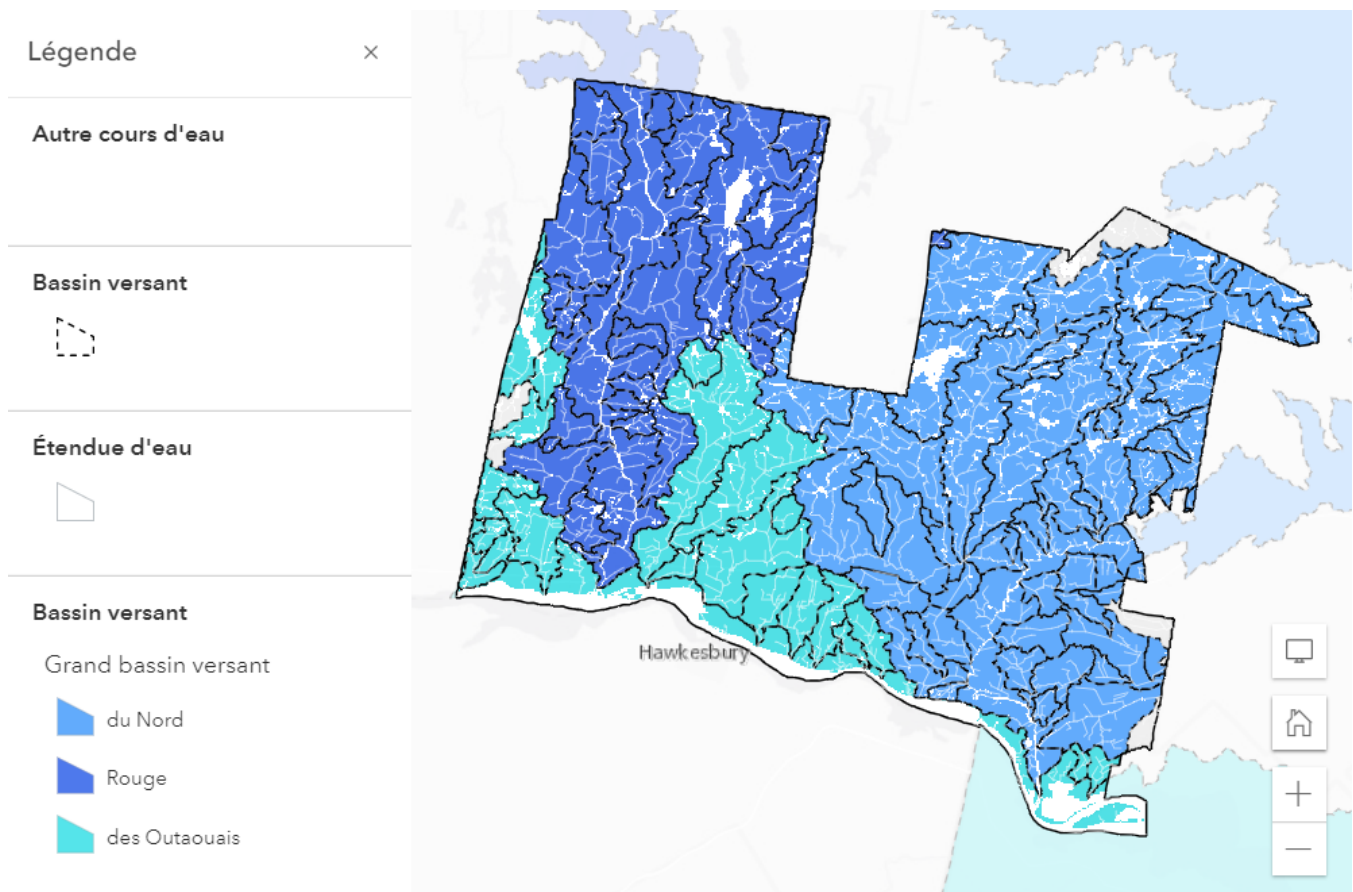 Légende
Autre cours d'eau
Bassin versant
Étendue d'eau
Bassin versant
Grand bassin versant
du Nord
Rouge
des Outaouais
Hawkesbury